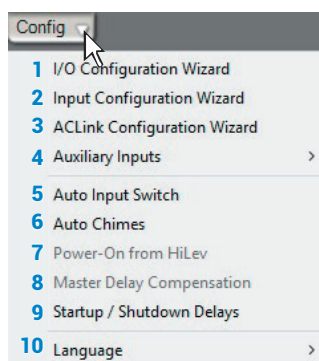 Config
1 I/O Configuration Wizard
2 Input Configuration Wizard
3 ACLink Configuration Wizard
4 Auxiliary Inputs >
5 Auto Input Switch
6 Auto Chimes
7 Power-On from HiLev
8 Master Delay Compensation
9 Startup / Shutdown Delays
10 Language >